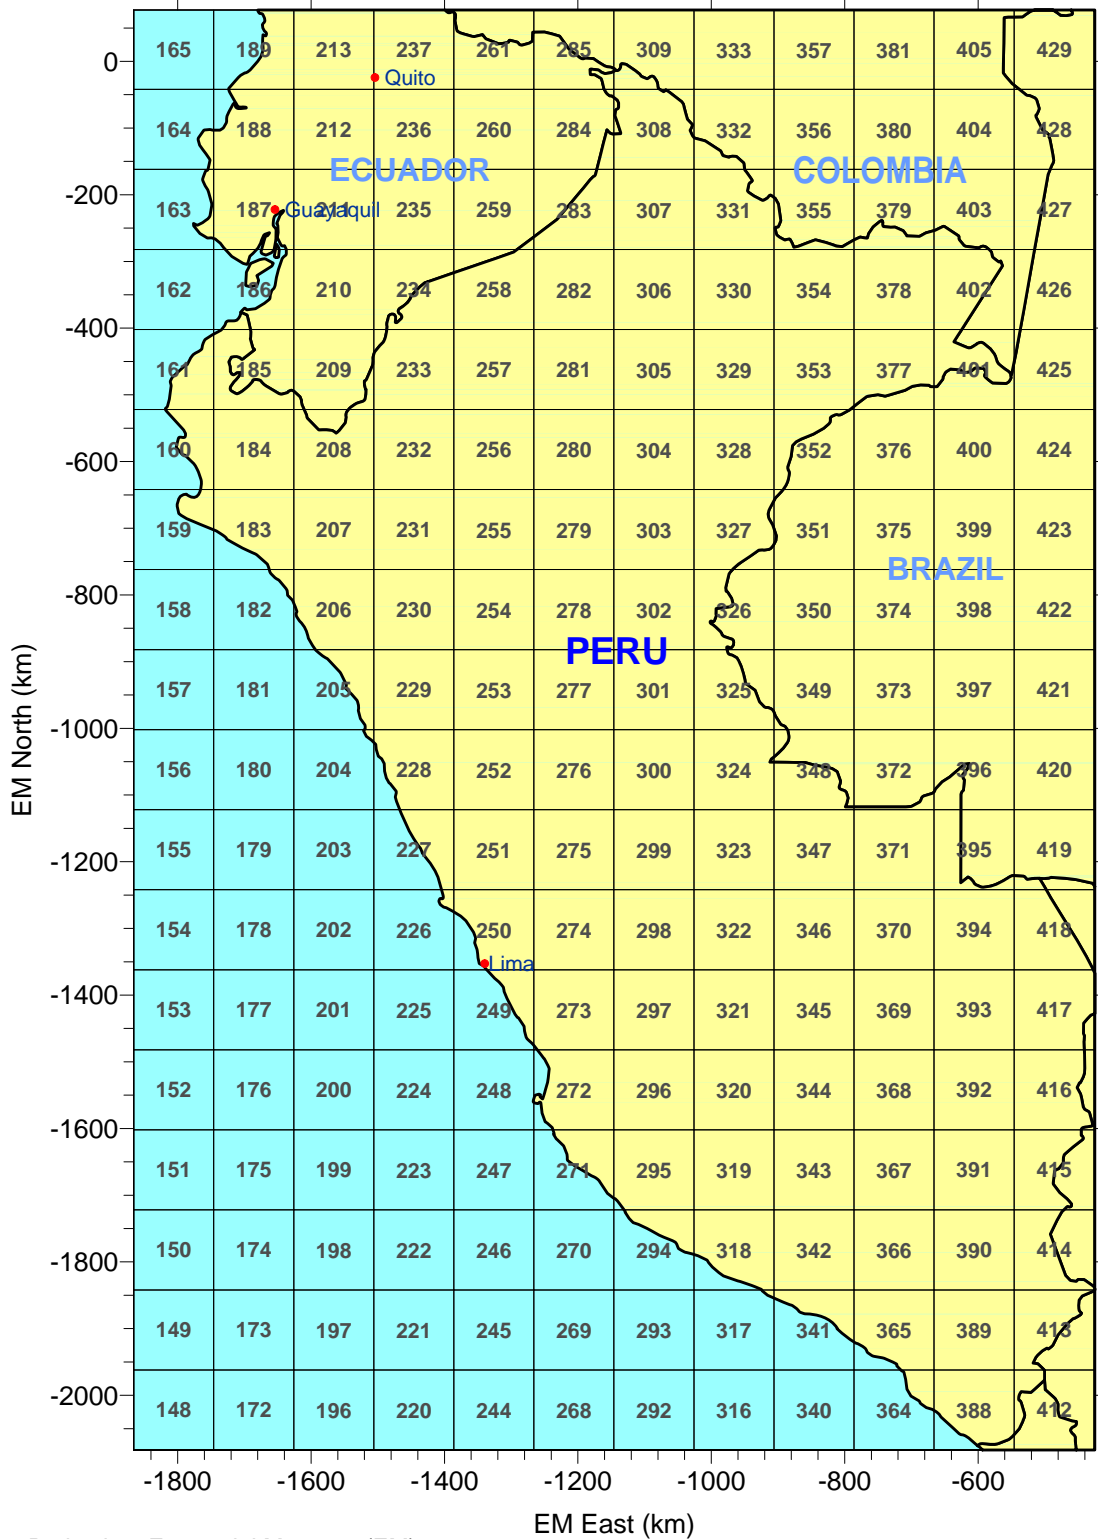 165 189 213 237 261 285 309 333 357 381 405 429
0
Quito
164 188 212 236 260 284 308 332 356 380 404 428
ECUADOR COLOMBIA
-200
163 187 Guayaquil 211 235 259 283 307 331 355 379 403 427
162 186 210 234 258 282 306 330 354 378 402 426
-400
161 185 209 233 257 281 305 329 353 377 401 425
160 184 208 232 256 280 304 328 352 376 400 424
-600
159 183 207 231 255 279 303 327 351 375 399 423
BRAZIL
-800
158 182 206 230 254 278 302 326 350 374 398 422
PERU
157 181 205 229 253 277 301 325 349 373 397 421
EM North (km)
-1000
156 180 204 228 252 276 300 324 348 372 396 420
155 179 203 227 251 275 299 323 347 371 395 419
-1200
154 178 202 226 250 274 298 322 346 370 394 418
Lima
-1400
153 177 201 225 249 273 297 321 345 369 393 417
152 176 200 224 248 272 296 320 344 368 392 416
-1600
151 175 199 223 247 271 295 319 343 367 391 415
150 174 198 222 246 270 294 318 342 366 390 414
-1800
149 173 197 221 245 269 293 317 341 365 389 413
-2000
148 172 196 220 244 268 292 316 340 364 388 412
-1800 -1600 -1400 -1200 -1000 -800 -600
EM East (km)